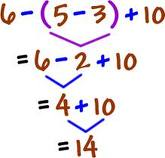 6 - (5 - 3) + 10
= 6 - 2 + 10
= 4 + 10
= 14